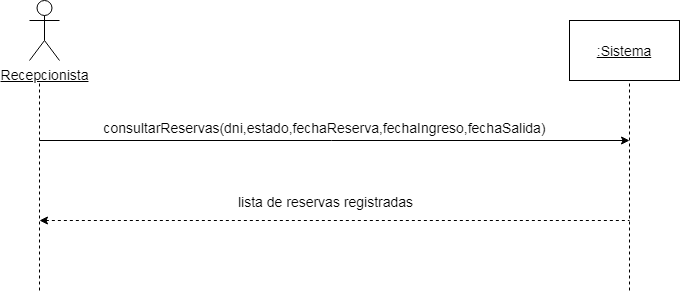 Recepcionista
:Sistema
consultarReservas(dni,estado,fechaReserva,fechaIngreso,fechaSalida)
lista de reservas registradas